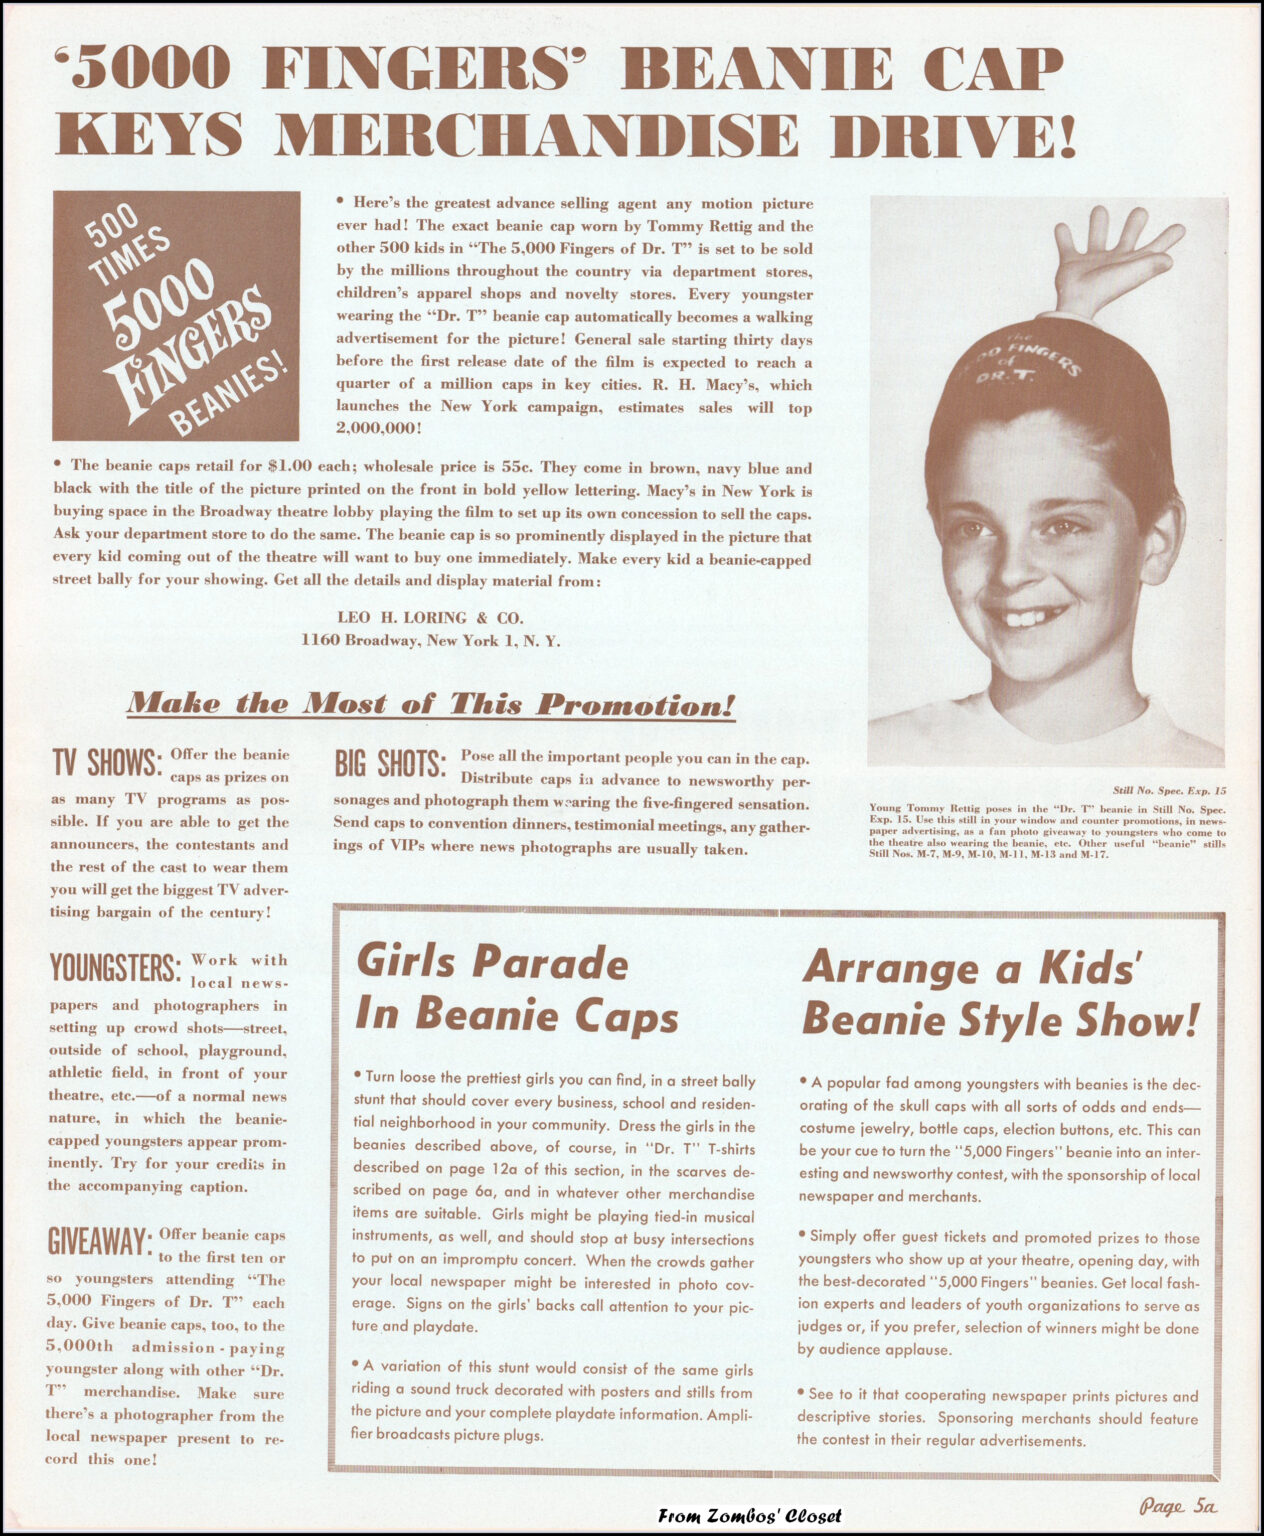 ‘5000 FINGERS’ BEANIE CAP
KEYS MERCHANDISE DRIVE!
500
TIMES
5000
FINGERS
BEANIES!
• Here’s the greatest advance selling agent any motion picture
ever had! The exact beanie cap worn by Tommy Rettig and the
other 500 kids in “The 5,000 Fingers of Dr. T” is set to be sold
by the millions throughout the country via department stores,
children’s apparel shops and novelty stores. Every youngster
wearing the “Dr. T” beanie cap automatically becomes a walking
advertisement for the picture! General sale starting thirty days
before the first release date of the film is expected to reach a
quarter of a million caps in key cities. R. H. Macy’s, which
launches the New York campaign, estimates sales will top
2,000,000!
• The beanie caps retail for $1.00 each; wholesale price is 55c. They come in brown, navy blue and
black with the title of the picture printed on the front in bold yellow lettering. Macy’s in New York is
buying space in the Broadway theatre lobby playing the film to set up its own concession to sell the caps.
Ask your department store to do the same. The beanie cap is so prominently displayed in the picture that
every kid coming out of the theatre will want to buy one immediately. Make every kid a beanie-capped
street bally for your showing. Get all the details and display material from:
LEO H. LORING & CO.
1160 Broadway, New York 1, N. Y.
The
FINGERS
of
DR. T.
Still No. Spec. Exp. 15
Young Tommy Rettig poses in the “Dr. T” beanie in Still No. Spec.
Exp. 15. Use this still in your window and counter promotions, in news-
paper advertising, as a fan photo giveaway to youngsters who come to
the theatre also wearing the beanie, etc. Other useful “beanie” stills
Still Nos. M-7, M-9, M-10, M-11, M-13 and M-17.
Make the Most of This Promotion!
TV SHOWS: Offer the beanie
caps as prizes on
as many TV programs as pos-
sible. If you are able to get the
announcers, the contestants and
the rest of the cast to wear them
you will get the biggest TV adver-
tising bargain of the century!
YOUNGSTERS: Work with
local news-
papers and photographers in
setting up crowd shots—street,
outside of school, playground,
athletic field, in front of your
theatre, etc.—of a normal news
nature, in which the beanie-
capped youngsters appear prom-
inently. Try for your credits in
the accompanying caption.
GIVEAWAY: Offer beanie caps
to the first ten or
so youngsters attending “The
5,000 Fingers of Dr. T” each
day. Give beanie caps, too, to the
5,000th admission-paying
youngster along with other “Dr.
T” merchandise. Make sure
there’s a photographer from the
local newspaper present to re-
cord this one!
BIG SHOTS: Pose all the important people you can in the cap.
Distribute caps in advance to newsworthy per-
sonages and photograph them wearing the five-fingered sensation.
Send caps to convention dinners, testimonial meetings, any gather-
ings of VIPs where news photographs are usually taken.
Girls Parade
In Beanie Caps
• Turn loose the prettiest girls you can find, in a street bally
stunt that should cover every business, school and residen-
tial neighborhood in your community. Dress the girls in the
beanies described above, of course, in “Dr. T” T-shirts
described on page 12a of this section, in the scarves de-
scribed on page 6a, and in whatever other merchandise
items are suitable. Girls might be playing tied-in musical
instruments, as well, and should stop at busy intersections
to put on an impromptu concert. When the crowds gather
your local newspaper might be interested in photo cov-
erage. Signs on the girls’ backs call attention to your pic-
ture and playdate.
• A variation of this stunt would consist of the same girls
riding a sound truck decorated with posters and stills from
the picture and your complete playdate information. Ampli-
fier broadcasts picture plugs.
Arrange a Kids’
Beanie Style Show!
• A popular fad among youngsters with beanies is the dec-
orating of the skull caps with all sorts of odds and ends—
costume jewelry, bottle caps, election buttons, etc. This can
be your cue to turn the “5,000 Fingers” beanie into an inter-
esting and newsworthy contest, with the sponsorship of local
newspaper and merchants.
• Simply offer guest tickets and promoted prizes to those
youngsters who show up at your theatre, opening day, with
the best-decorated “5,000 Fingers” beanies. Get local fash-
ion experts and leaders of youth organizations to serve as
judges or, if you prefer, selection of winners might be done
by audience applause.
• See to it that cooperating newspaper prints pictures and
descriptive stories. Sponsoring merchants should feature
the contest in their regular advertisements.
Page 5a
From Zombos' Closet